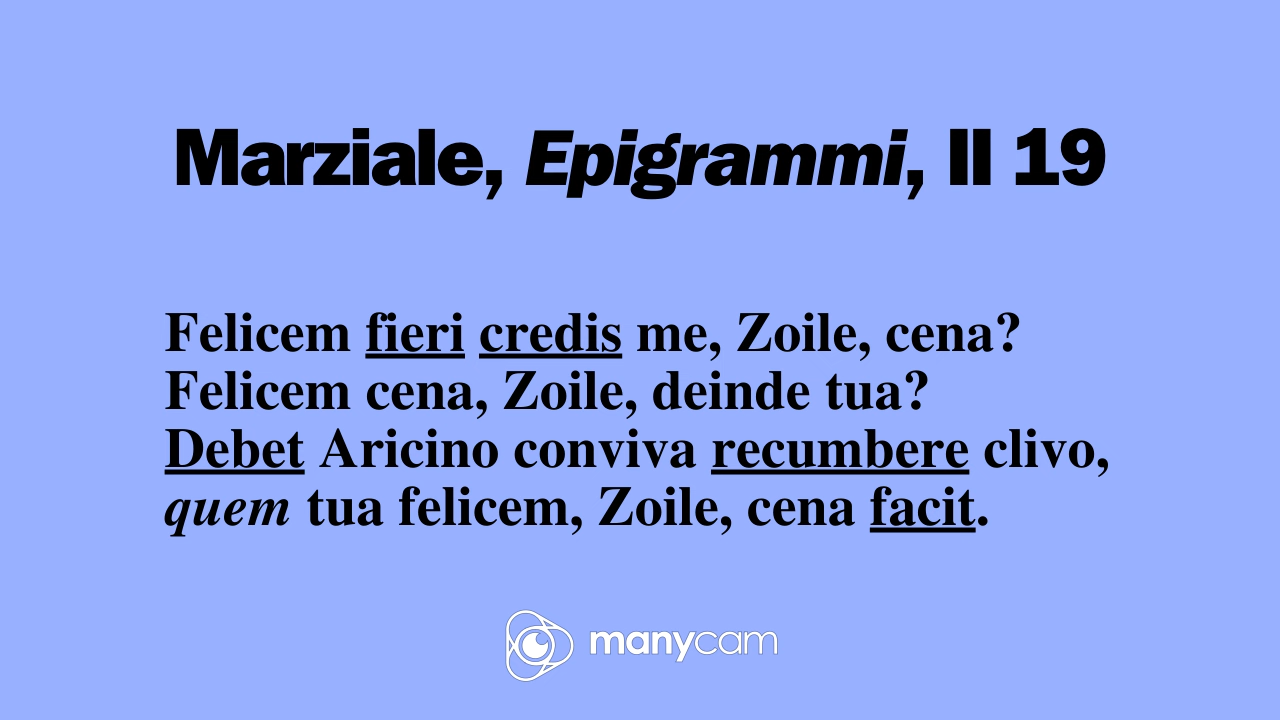 Marziale, Epigrammi, II 19
Felicem fieri credis me, Zoile, cena?
Felicem cena, Zoile, deinde tua?
Debet Aricino conviva recumbere clivo,
quem tua felicem, Zoile, cena facit.
manycam